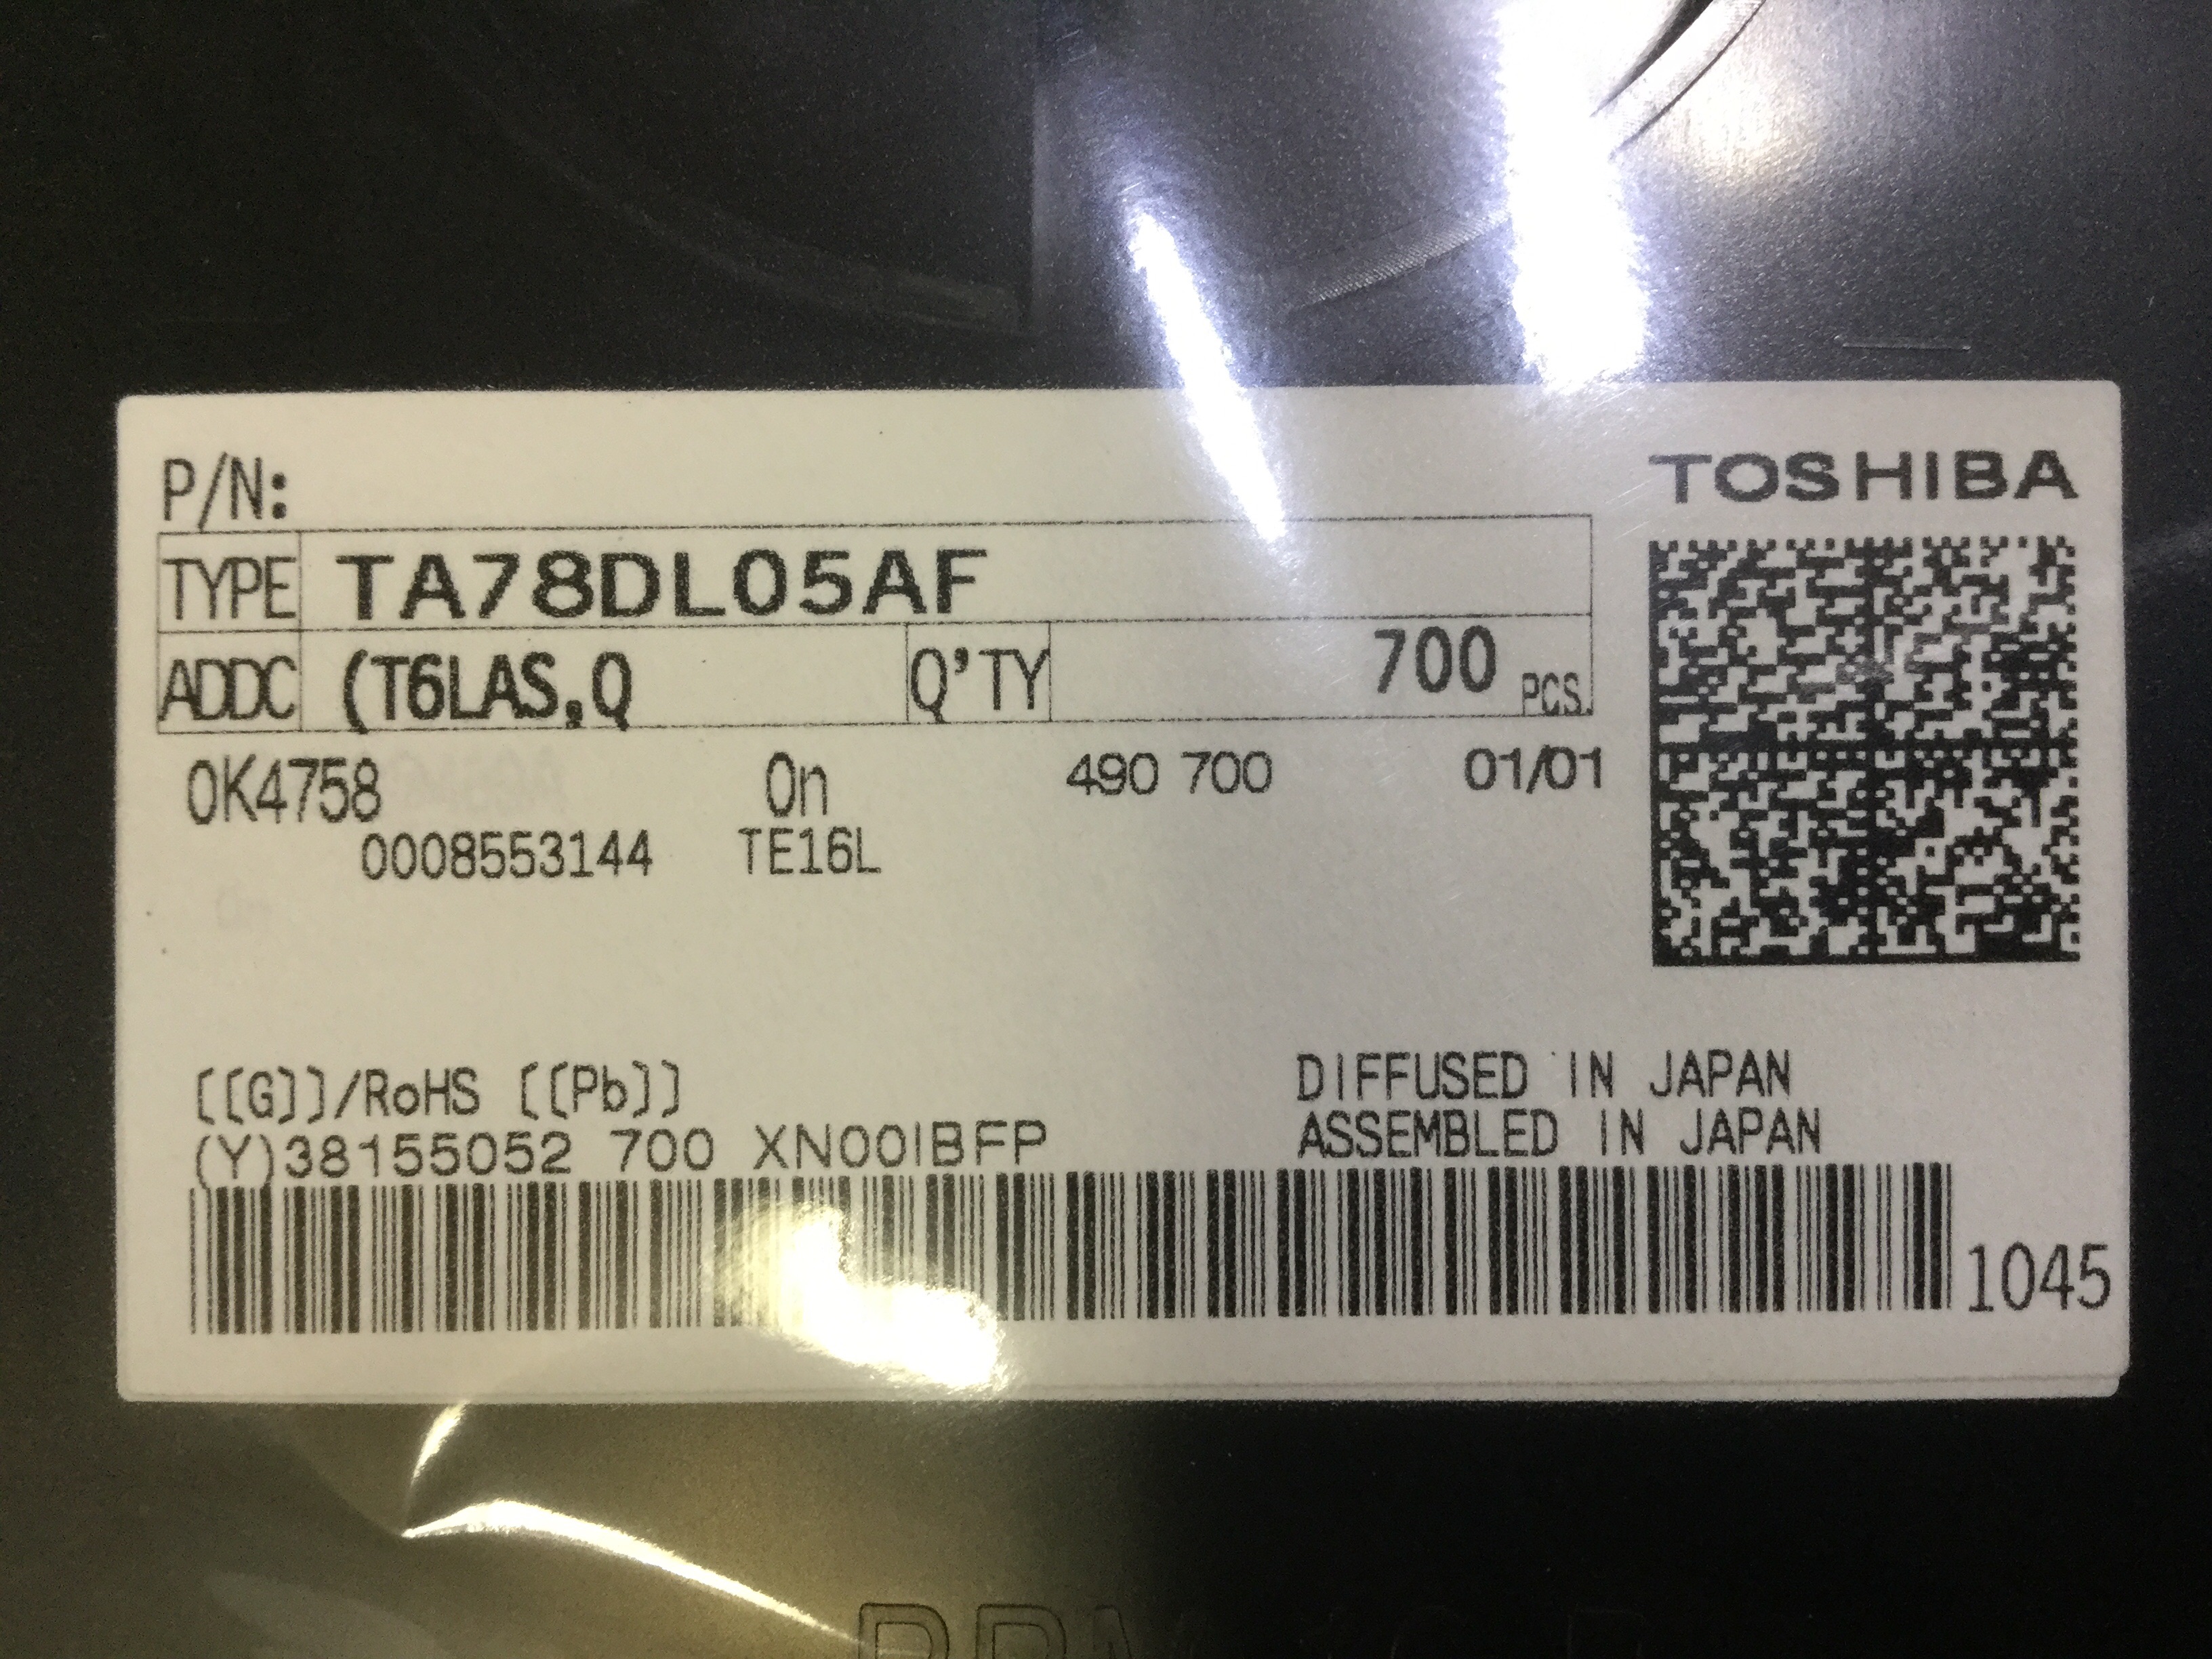 P/N:
TOSHIBA
TYPE TA78DL05AF
ADDC (T6LAS,Q Q'TY 700 PCS.
0K4758 0n 490 700 01/01
0008553144 TE16L
[[G]]/RoHS [[Pb]]
DIFFUSED IN JAPAN
(Y)38155052 700 XN00IBFP
ASSEMBLED IN JAPAN
1045